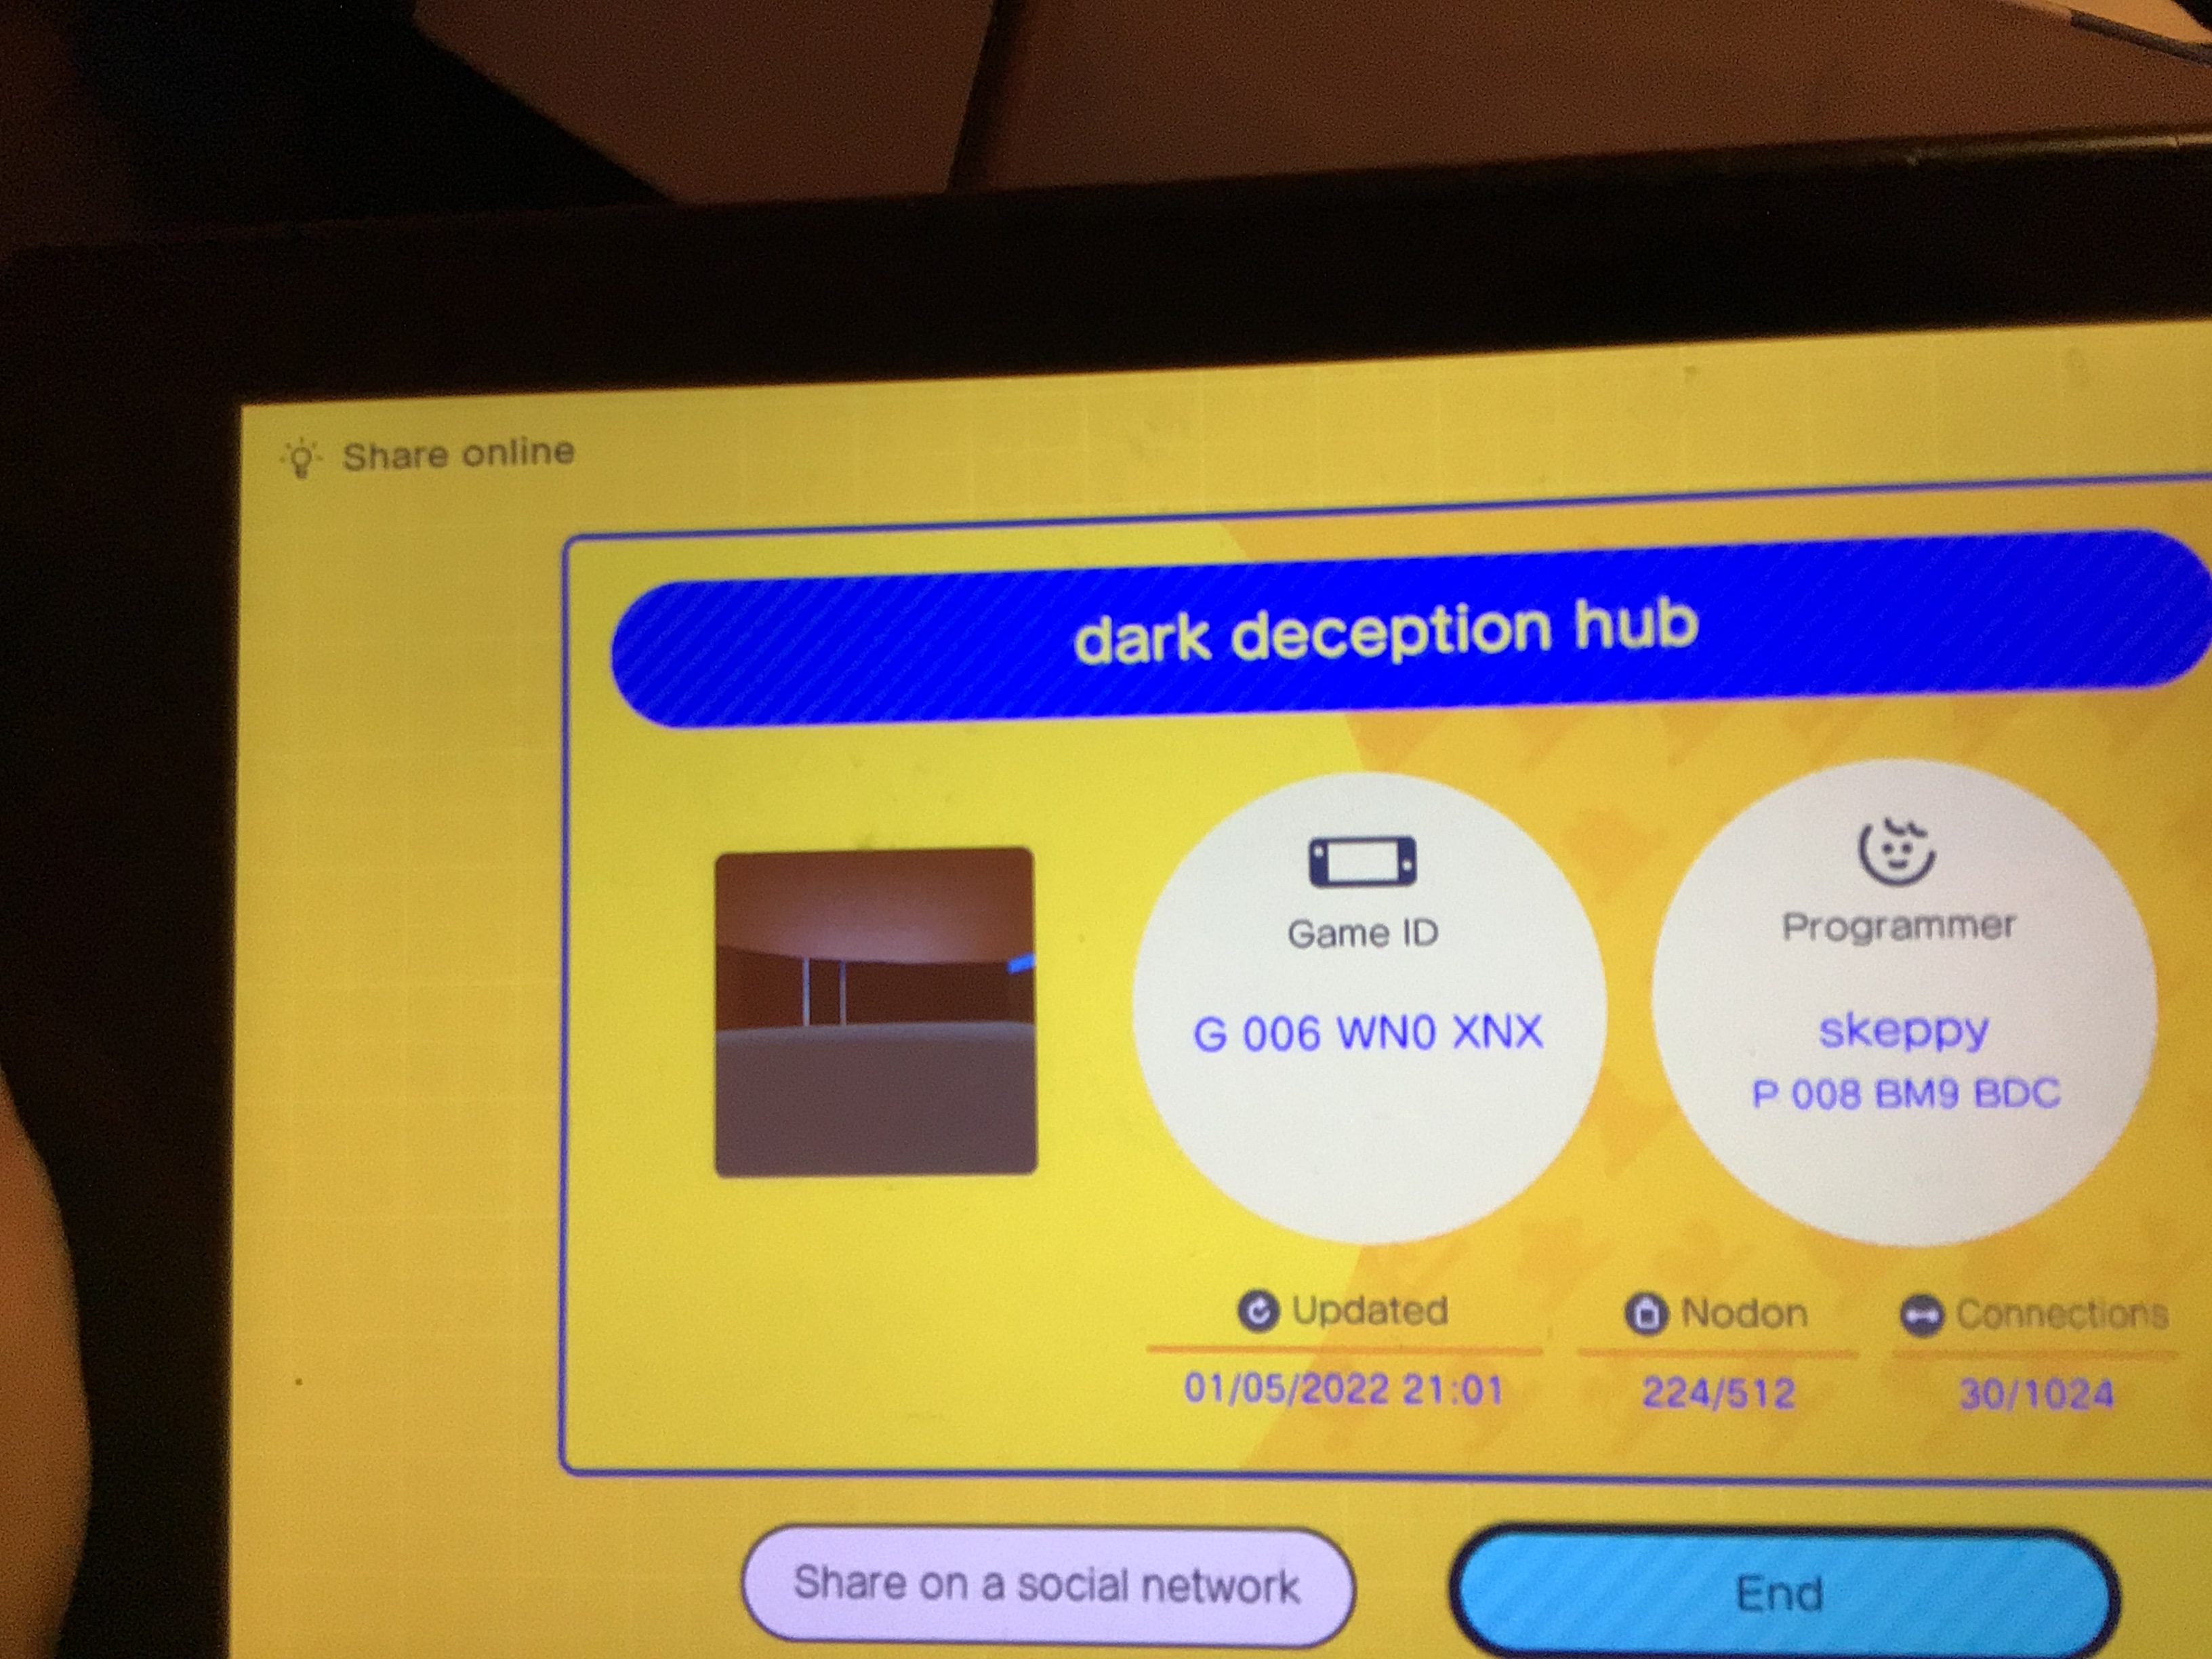 Share online
dark deception hub
Game ID
G 006 WN0 XNX
Programmer
skeppy
P 008 BM9 BDC
Updated
01/05/2022 21:01
Nodon
224/512
Connections
30/1024
Share on a social network
End